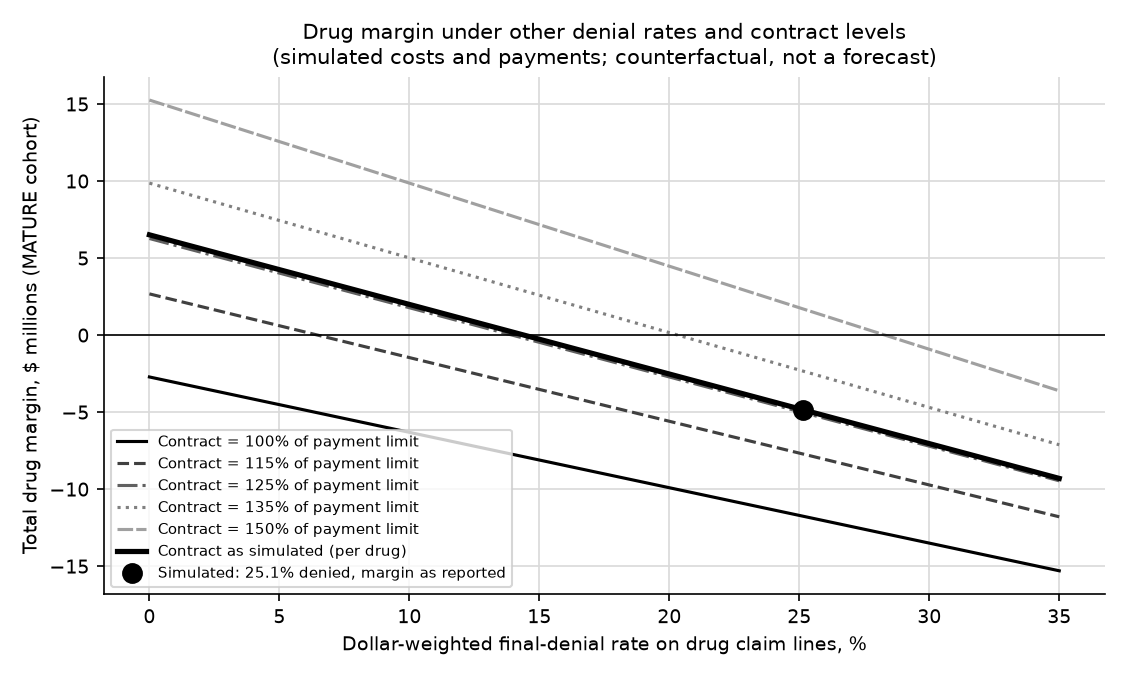 Drug margin under other denial rates and contract levels
(simulated costs and payments; counterfactual, not a forecast)
Total drug margin, $ millions (MATURE cohort)
15
10
5
0
−5
−10
−15
Contract = 100% of payment limit
Contract = 115% of payment limit
Contract = 125% of payment limit
Contract = 135% of payment limit
Contract = 150% of payment limit
Contract as simulated (per drug)
Simulated: 25.1% denied, margin as reported
0 5 10 15 20 25 30 35
Dollar-weighted final-denial rate on drug claim lines, %